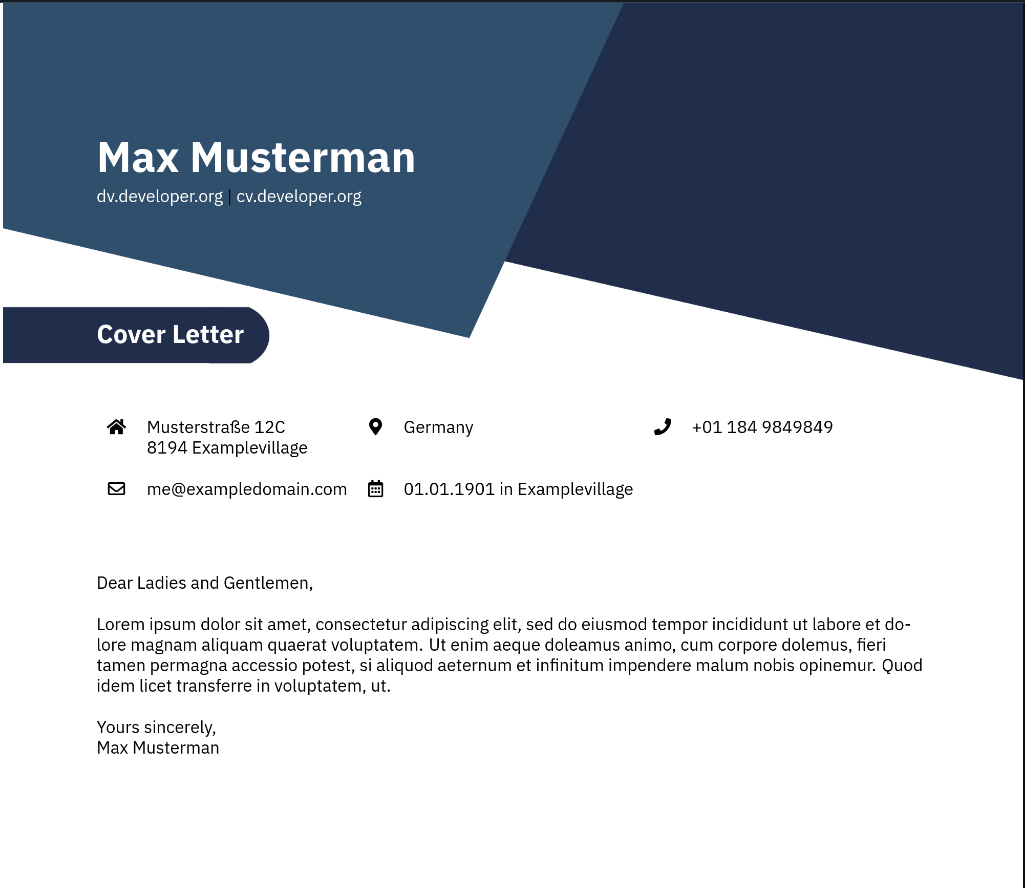 Max Musterman
dv.developer.org | cv.developer.org
Cover Letter
Musterstraße 12C
8194 Examplevillage
Germany
+01 184 9849849
me@exampledomain.com
01.01.1901 in Examplevillage
Dear Ladies and Gentlemen,
Lorem ipsum dolor sit amet, consectetur adipiscing elit, sed do eiusmod tempor incididunt ut labore et do-
lore magnam aliquam quaerat voluptatem. Ut enim aeque doleamus animo, cum corpore dolemus, fieri
tamen permagna accessio potest, si aliquod aeternum et infinitum impendere malum nobis opinemur. Quod
idem licet transferre in voluptatem, ut.
Yours sincerely,
Max Musterman